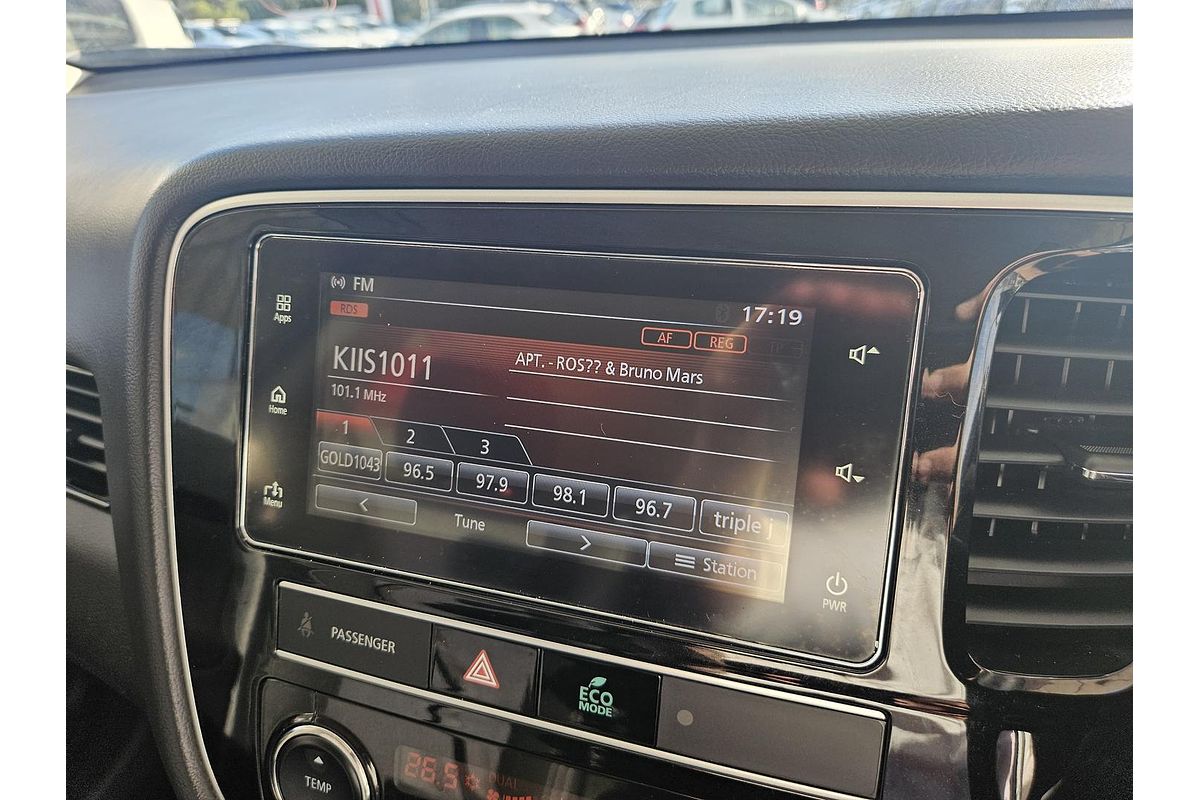 FM
17:19
RDS
AF REG TP
Apps
KIIS1011
APT. - ROS?? & Bruno Mars
101.1 MHz
Home
1 2 3
GOLD1043 96.5 97.9 98.1 96.7 triple j
Menu
< Tune > Station
PWR
PASSENGER
ECO
MODE
TEMP
26.5 DUAL